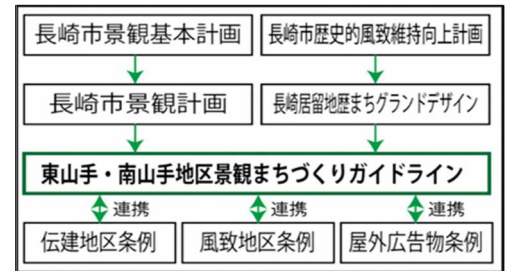 長崎市景観基本計画
長崎市歴史的風致維持向上計画
長崎市景観計画
長崎居留地歴まちグランドデザイン
東山手・南山手地区景観まちづくりガイドライン
連携
連携
連携
伝建地区条例
風致地区条例
屋外広告物条例